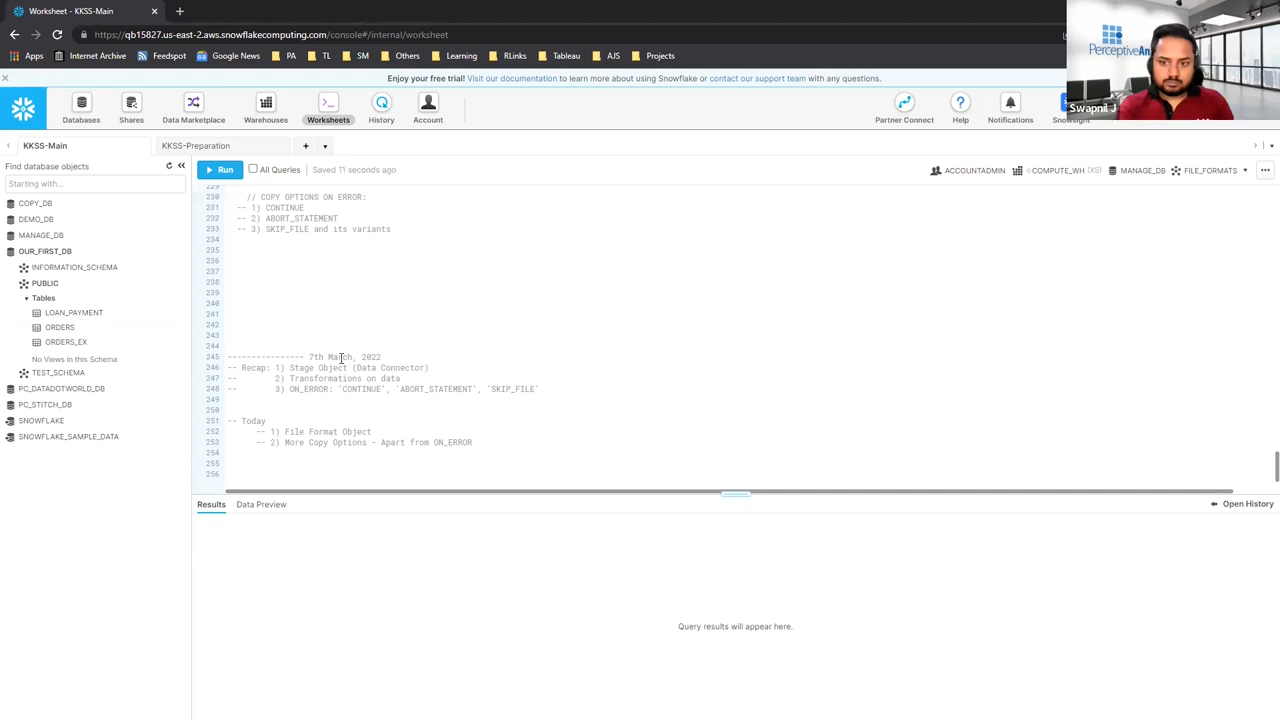 Worksheet - KKSS-Main
https://qb15827.us-east-2.aws.snowflakecomputing.com/console#/internal/worksheet
Apps Internet Archive Feedspot Google News PA TL SM Others Learning Rlinks Tableau AJS Projects
Enjoy your free trial! Visit our documentation to learn more about using Snowflake or contact our support team with any questions.
Databases Shares Data Marketplace Warehouses Worksheets History Account Partner Connect Help Notifications
PerceptiveAn
Swapnil J
KKSS-Main KKSS-Preparation
Find database objects
Starting with...
Run All Queries Saved 11 seconds ago ACCOUNTADMIN COMPUTE_WH (XS) MANAGE_DB FILE_FORMATS
COPY_DB
DEMO_DB
MANAGE_DB
OUR_FIRST_DB
INFORMATION_SCHEMA
PUBLIC
Tables
LOAN_PAYMENT
ORDERS
ORDERS_EX
No Views in this Schema
TEST_SCHEMA
PC_DATADOTWORLD_DB
PC_STITCH_DB
SNOWFLAKE
SNOWFLAKE_SAMPLE_DATA
229
230 // COPY OPTIONS ON ERROR:
231 -- 1) CONTINUE
232 -- 2) ABORT_STATEMENT
233 -- 3) SKIP_FILE and its variants
234
235
236
237
238
239
240
241
242
243
244
245 ---------------- 7th March, 2022
246 -- Recap: 1) Stage Object (Data Connector)
247 -- 2) Transformations on data
248 -- 3) ON_ERROR: `CONTINUE`, `ABORT_STATEMENT`, `SKIP_FILE`
249
250
251 -- Today
252 -- 1) File Format Object
253 -- 2) More Copy Options - Apart from ON_ERROR
254
255
256
Results Data Preview Open History
Query results will appear here.